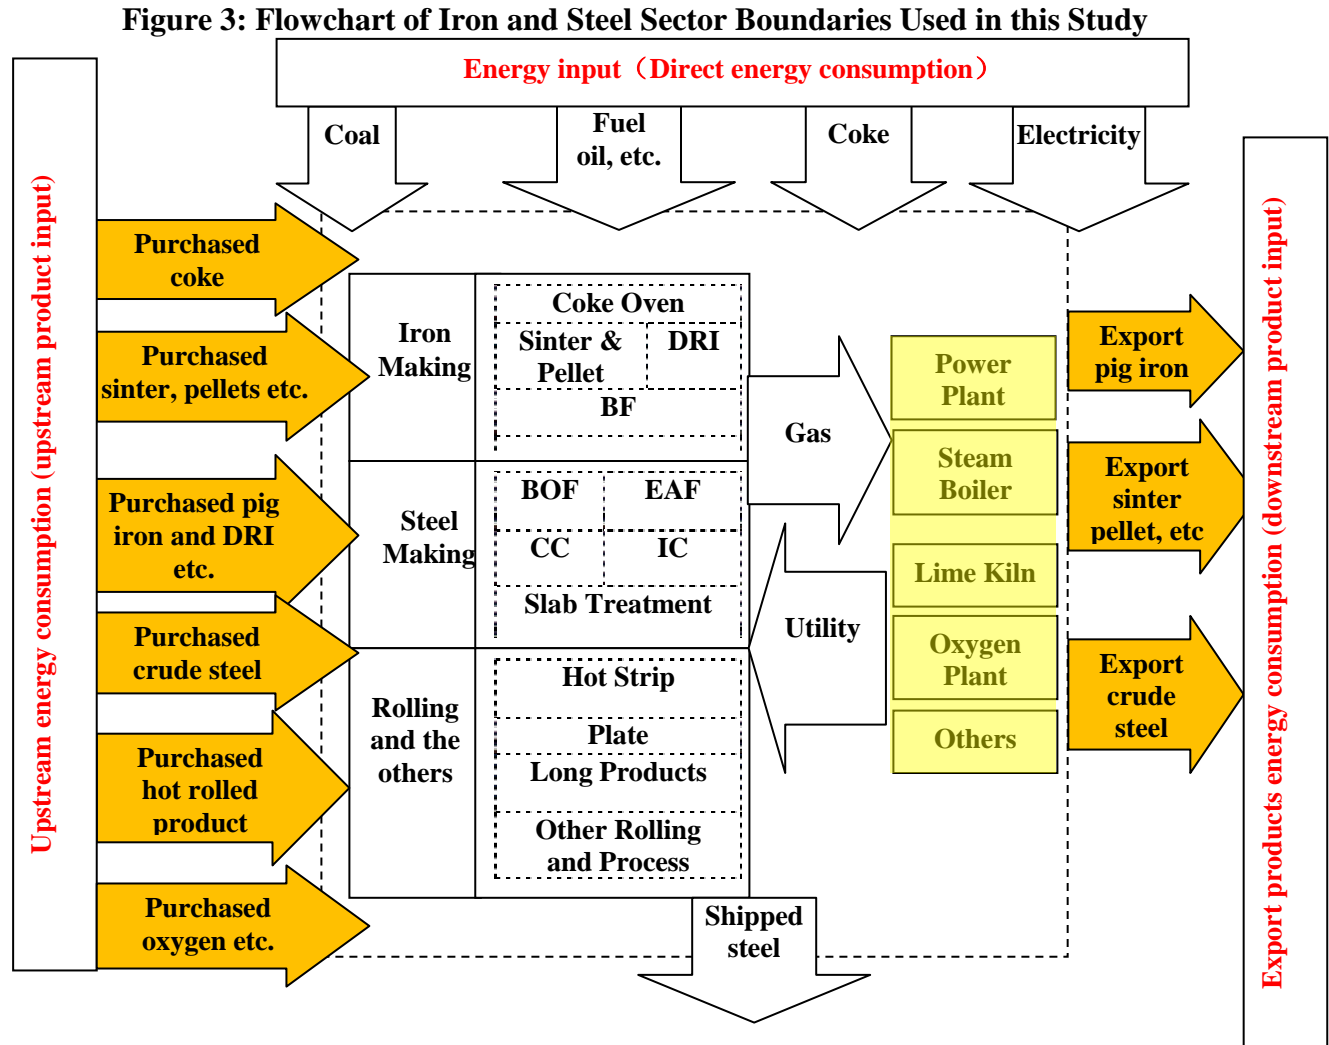 Figure 3: Flowchart of Iron and Steel Sector Boundaries Used in this Study
Energy input（Direct energy consumption）
Coal
Fuel
oil, etc.
Coke
Electricity
Upstream energy consumption (upstream product input)
Purchased
coke
Purchased
sinter, pellets etc.
Purchased pig
iron and DRI
etc.
Purchased
crude steel
Purchased
hot rolled
product
Purchased
oxygen etc.
Iron
Making
Coke Oven
Sinter &
Pellet
DRI
BF
Steel
Making
BOF
EAF
CC
IC
Slab Treatment
Rolling
and the
others
Hot Strip
Plate
Long Products
Other Rolling
and Process
Gas
Utility
Power
Plant
Steam
Boiler
Lime Kiln
Oxygen
Plant
Others
Shipped
steel
Export
pig iron
Export
sinter
pellet, etc
Export
crude
steel
Export products energy consumption (downstream product input)